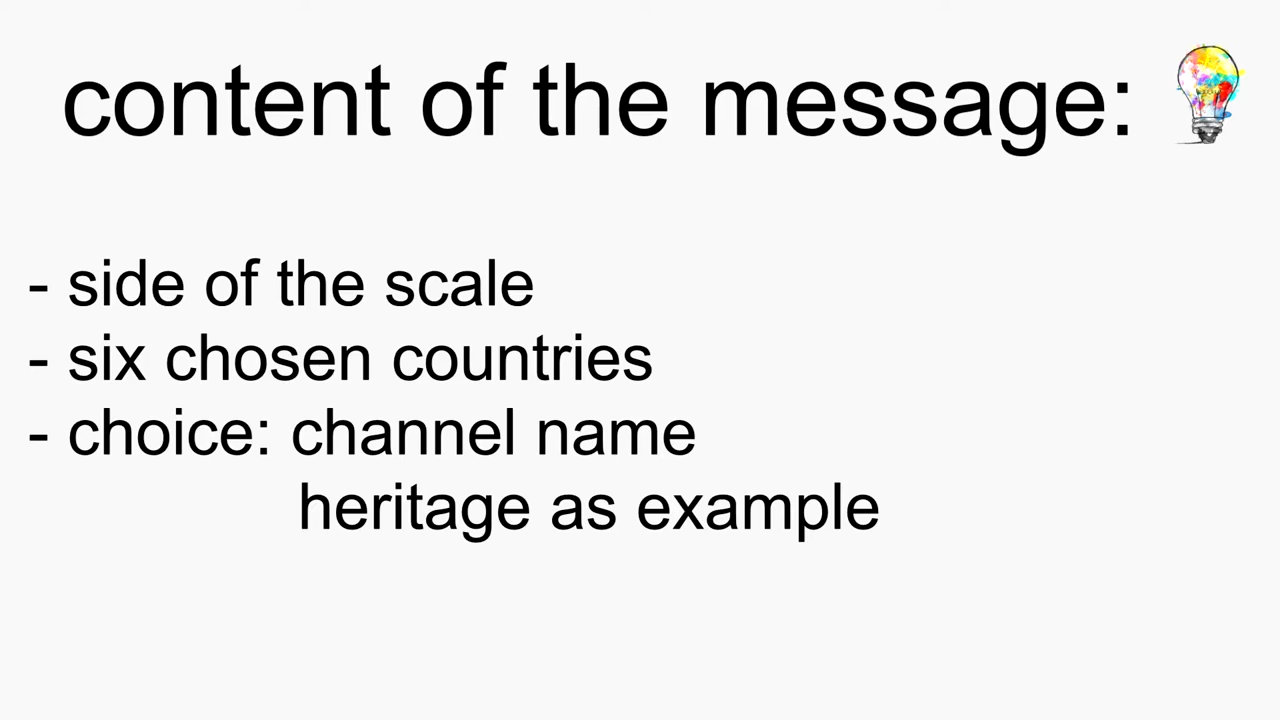 content of the message:
- side of the scale
- six chosen countries
- choice: channel name
heritage as example